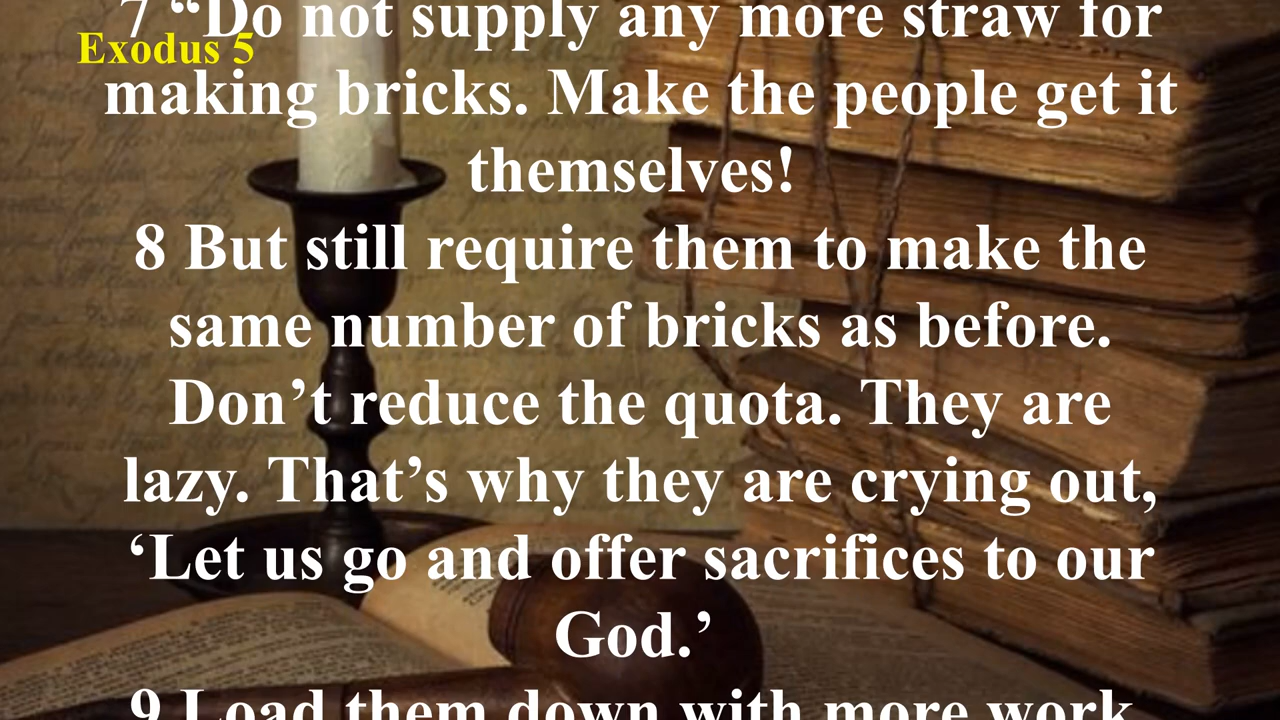 7 “Do not supply any more straw for
Exodus 5
making bricks. Make the people get it
themselves!
8 But still require them to make the
same number of bricks as before.
Don’t reduce the quota. They are
lazy. That’s why they are crying out,
‘Let us go and offer sacrifices to our
God.’
9 Load them down with more work.